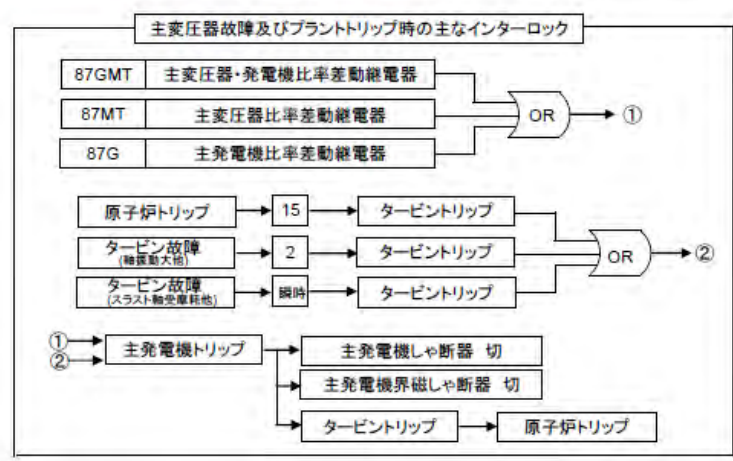 主変圧器故障及びプラントトリップ時の主なインターロック
87GMT 主変圧器・発電機比率差動継電器
87MT 主変圧器比率差動継電器
87G 主発電機比率差動継電器
OR
①
原子炉トリップ 15 タービントリップ
タービン故障 2 タービントリップ
(軸振動大他)
タービン故障 瞬時 タービントリップ
(スラスト軸受摩耗他)
OR
②
①
②
主発電機トリップ
主発電機しゃ断器 切
主発電機界磁しゃ断器 切
タービントリップ 原子炉トリップ